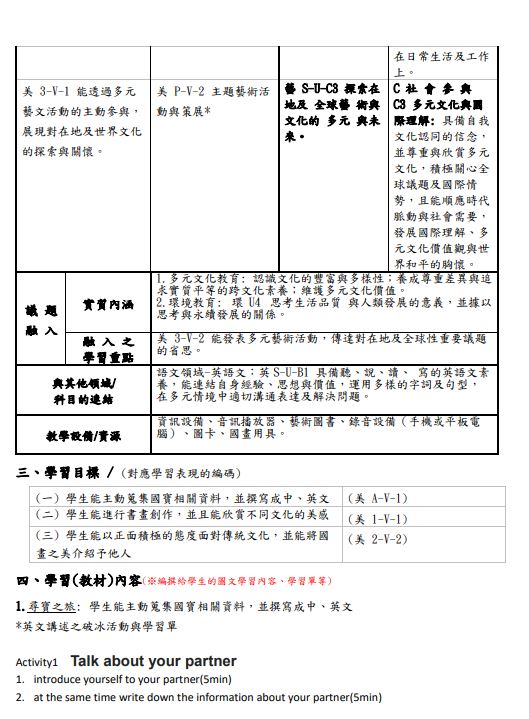 在日常生活及工作
上。
美 3-V-1 能透過多元
藝文活動的主動參與，
展現對在地及世界文化
的探索與關懷。
美 P-V-2 主題藝術活
動與策展*
藝 S-U-C3 探索在
地及 全球藝 術與
文化的 多元 與未
來。
C 社 會 參 與
C3 多元文化與國
際理解: 具備自我
文化認同的信念，
並尊重與欣賞多元
文化，積極關心全
球議題及國際情
勢，且能順應時代
脈動與社會需要，
發展國際理解、多
元文化價值觀與世
界和平的胸懷。
議 題
融 入
實質內涵
1.多元文化教育: 認識文化的豐富與多樣性；養成尊重差異與追
求實質平等的跨文化素養；維護多元文化價值。
2.環境教育: 環 U4 思考生活品質 與人類發展的意義，並據以
思考與永續發展的關係。
融 入 之
學習重點
美 3-V-2 能發表多元藝術活動，傳達對在地及全球性重要議題
的省思。
與其他領域/
科目的連結
語文領域-英語文：英 S-U-B1 具備聽、說、讀、 寫的英語文素
養，能連結自身經驗、思想與價值，運用多樣的字詞及句型，
在多元情境中適切溝通表達及解決問題。
教學設備/資源
資訊設備、音訊播放器、藝術圖書、錄音設備（手機或平板電
腦）、圖卡、國畫用具。
三、學習目標 /（對應學習表現的編碼）
（一）學生能主動蒐集國寶相關資料，並撰寫成中、英文
（美 A-V-1）
（二）學生能進行書畫創作，並且能欣賞不同文化的美感
（美 1-V-1）
（三）學生能以正面積極的態度面對傳統文化，並能將國
畫之美介紹予他人
（美 2-V-2）
四、學習(教材)內容(※編撰給學生的圖文學習內容、學習單等)
1.尋寶之旅: 學生能主動蒐集國寶相關資料，並撰寫成中、英文
*英文講述之破冰活動與學習單
Activity1 Talk about your partner
1. introduce yourself to your partner(5min)
2. at the same time write down the information about your partner(5min)